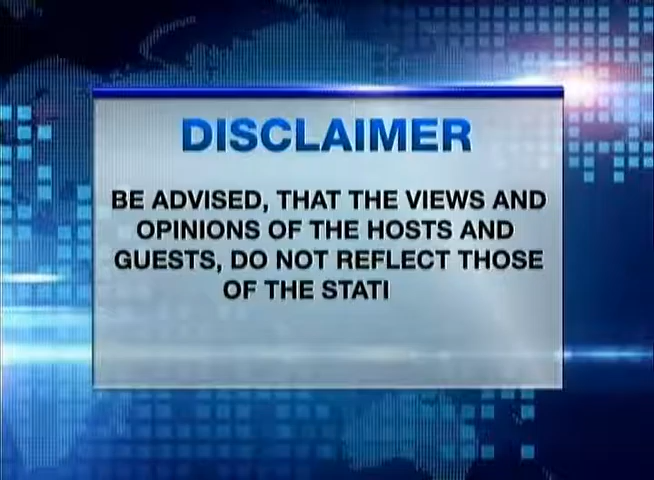 DISCLAIMER
BE ADVISED, THAT THE VIEWS AND
OPINIONS OF THE HOSTS AND
GUESTS, DO NOT REFLECT THOSE
OF THE STATI